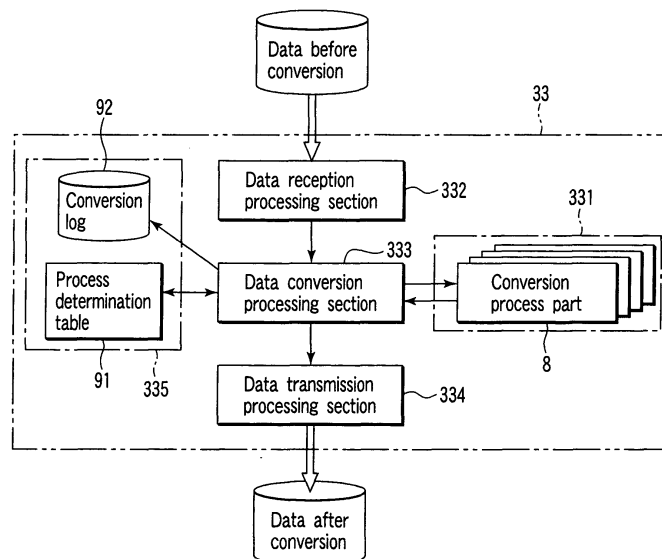 Data before
conversion
92
33
Data reception
processing section
332
Conversion
log
333
331
Data conversion
processing section
Process
determination
table
Conversion
process part
91
335
8
Data transmission
processing section
334
Data after
conversion